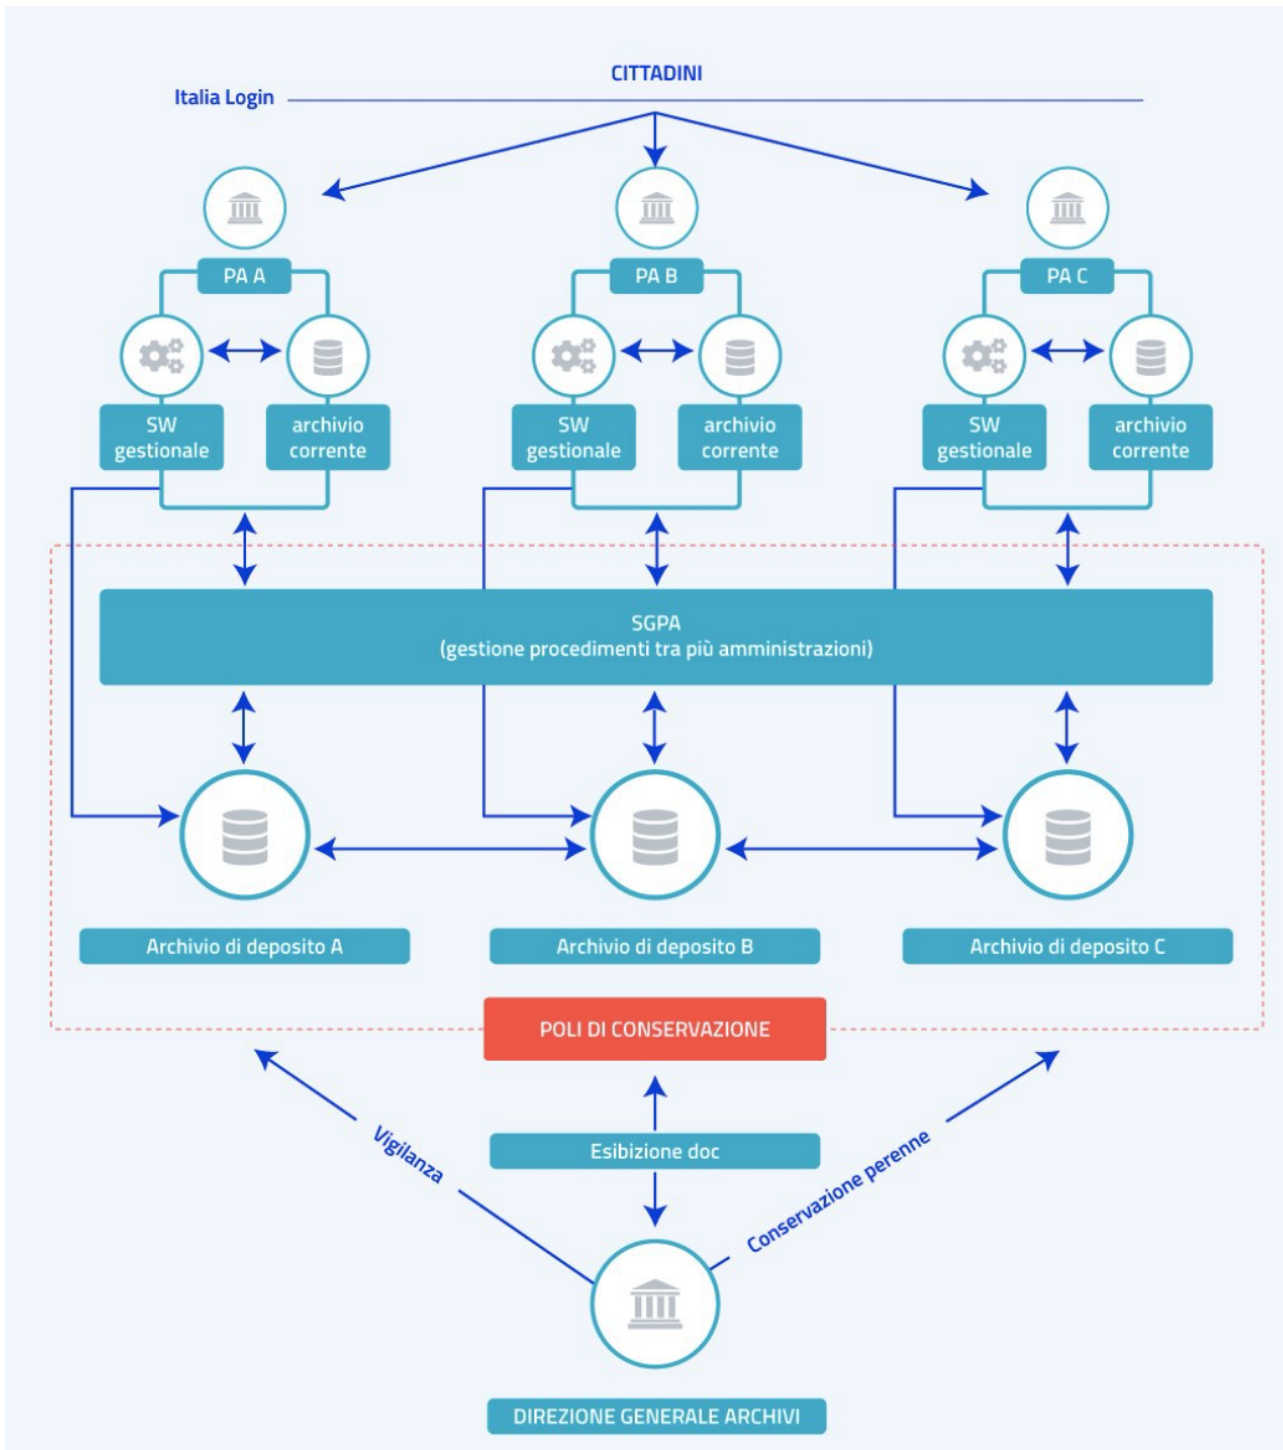 CITTADINI
Italia Login
PA A
PA B
PA C
SW
gestionale
archivio
corrente
SW
gestionale
archivio
corrente
SW
gestionale
archivio
corrente
SGPA
(gestione procedimenti tra più amministrazioni)
Archivio di deposito A
Archivio di deposito B
Archivio di deposito C
POLI DI CONSERVAZIONE
Vigilanza
Esibizione doc
Conservazione perenne
DIREZIONE GENERALE ARCHIVI